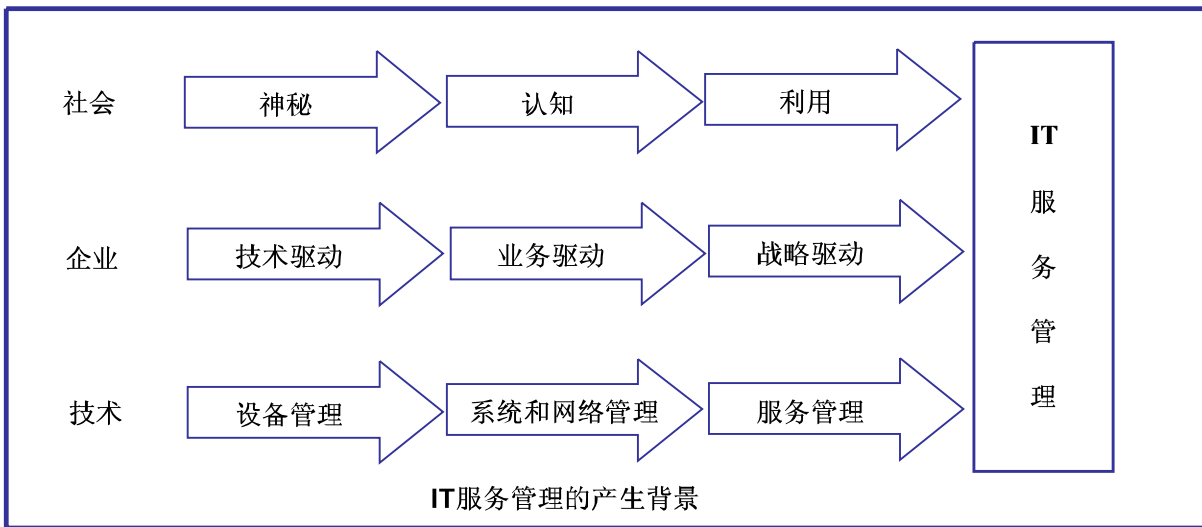 社会 神秘 认知 利用
企业 技术驱动 业务驱动 战略驱动
技术 设备管理 系统和网络管理 服务管理
IT
服
务
管
理
IT服务管理的产生背景